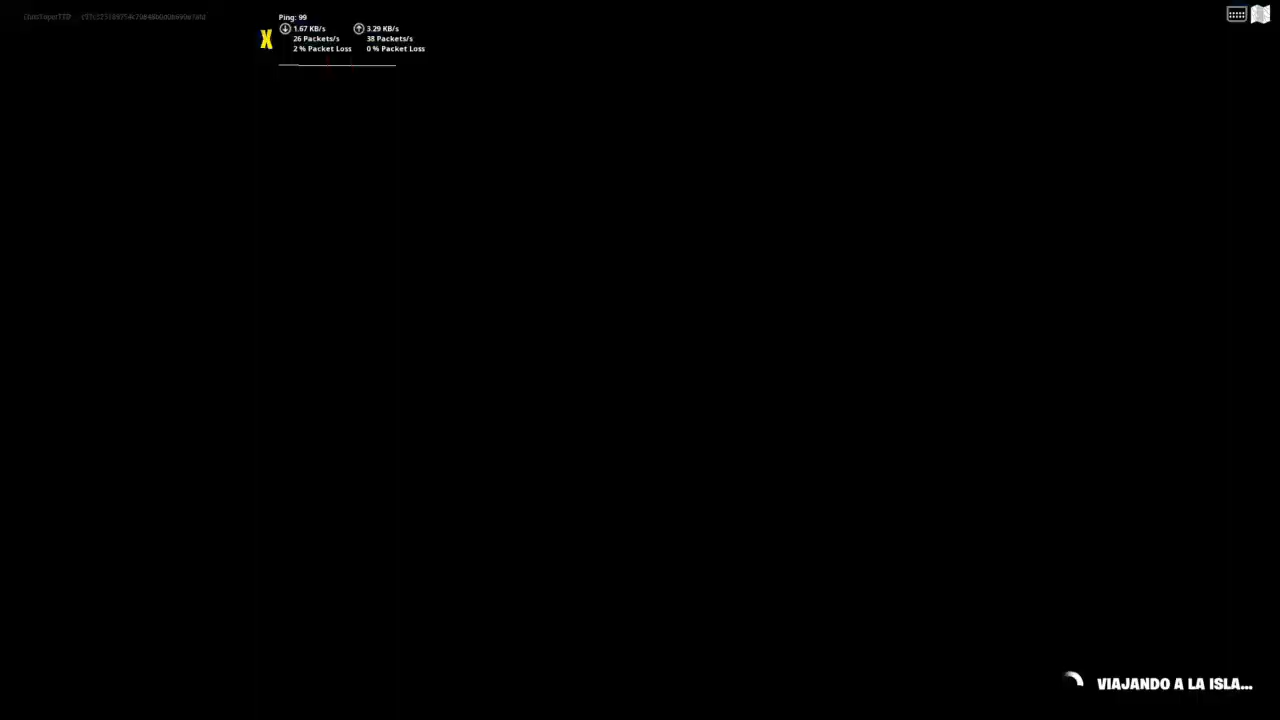 Ping: 99
1.67 KB/s 3.29 KB/s
26 Packets/s 38 Packets/s
2 % Packet Loss 0 % Packet Loss
X
VIAJANDO A LA ISLA...